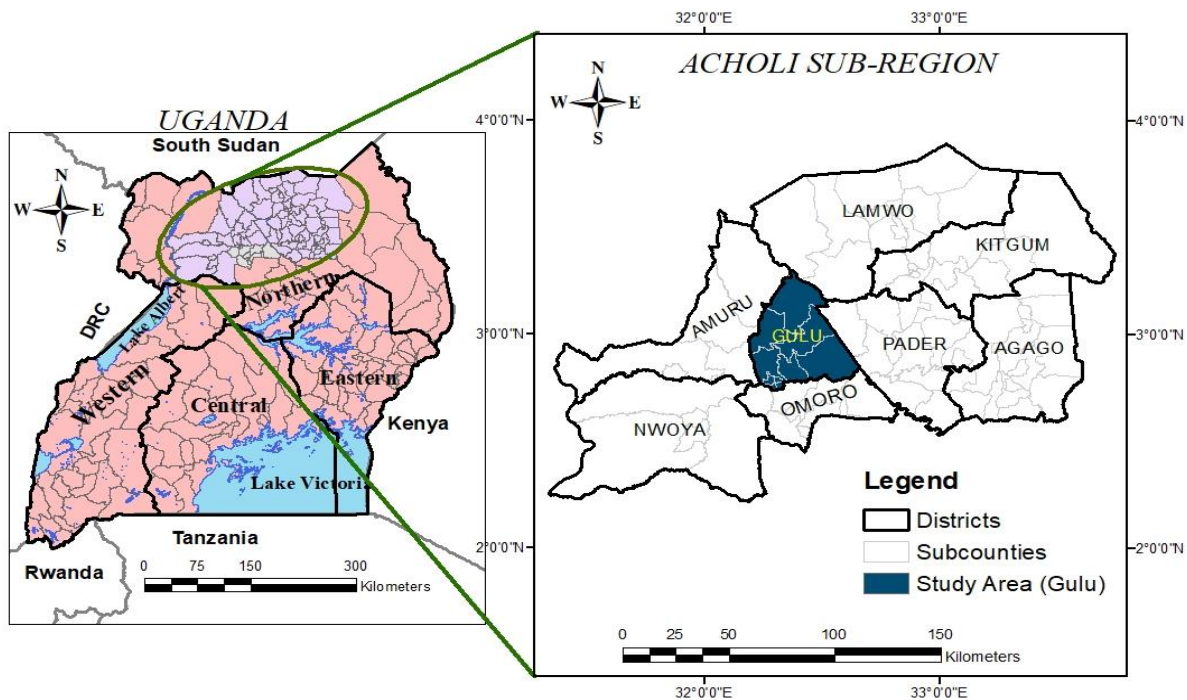 UGANDA
South Sudan
N
W E
S
DRC
Lake Albert
Northern
Western
Central
Eastern
Kenya
Lake Victori
Tanzania
Rwanda
0 75 150 300
Kilometers
32°0'0"E 33°0'0"E
ACHOLI SUB-REGION
N
W E
S
4°0'0"N 4°0'0"N
LAMWO
KITGUM
AMURU
GULU
PADER
AGAGO
3°0'0"N 3°0'0"N
OMORO
NWOYA
Legend
Districts
Subcounties
Study Area (Gulu)
2°0'0"N 2°0'0"N
0 25 50 100 150
Kilometers
32°0'0"E 33°0'0"E